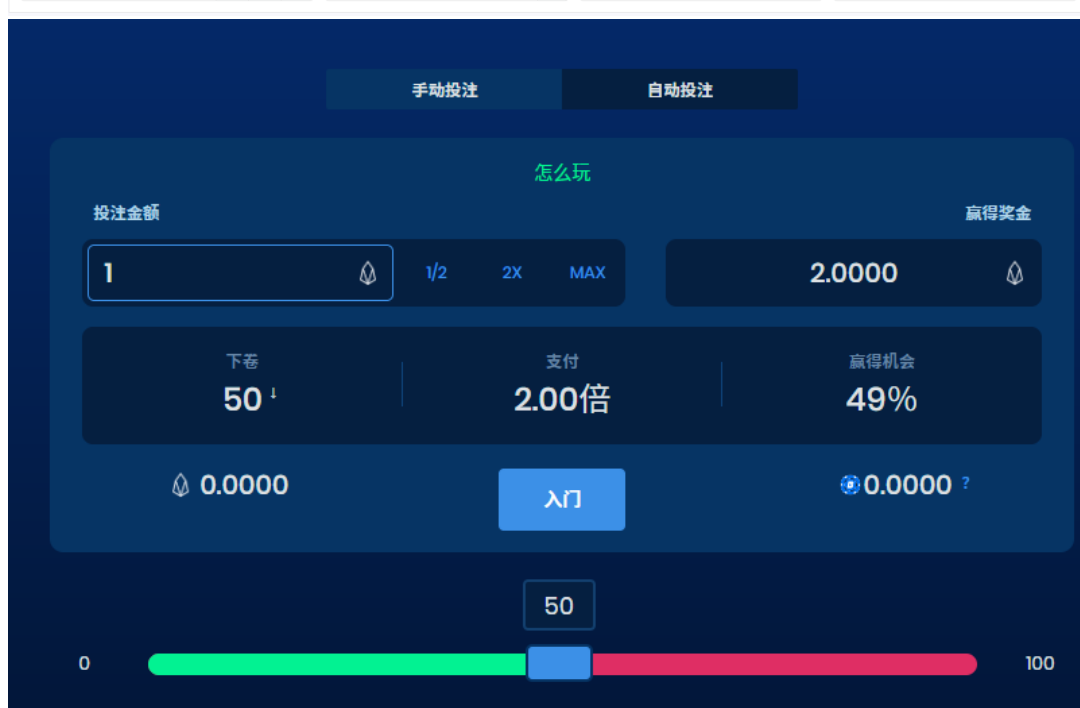 手动投注 自动投注
怎么玩
投注金额 赢得奖金
1 1/2 2X MAX 2.0000
下卷 支付 赢得机会
50 ↓ 2.00倍 49%
0.0000 入门 0.0000 ?
50
0 100